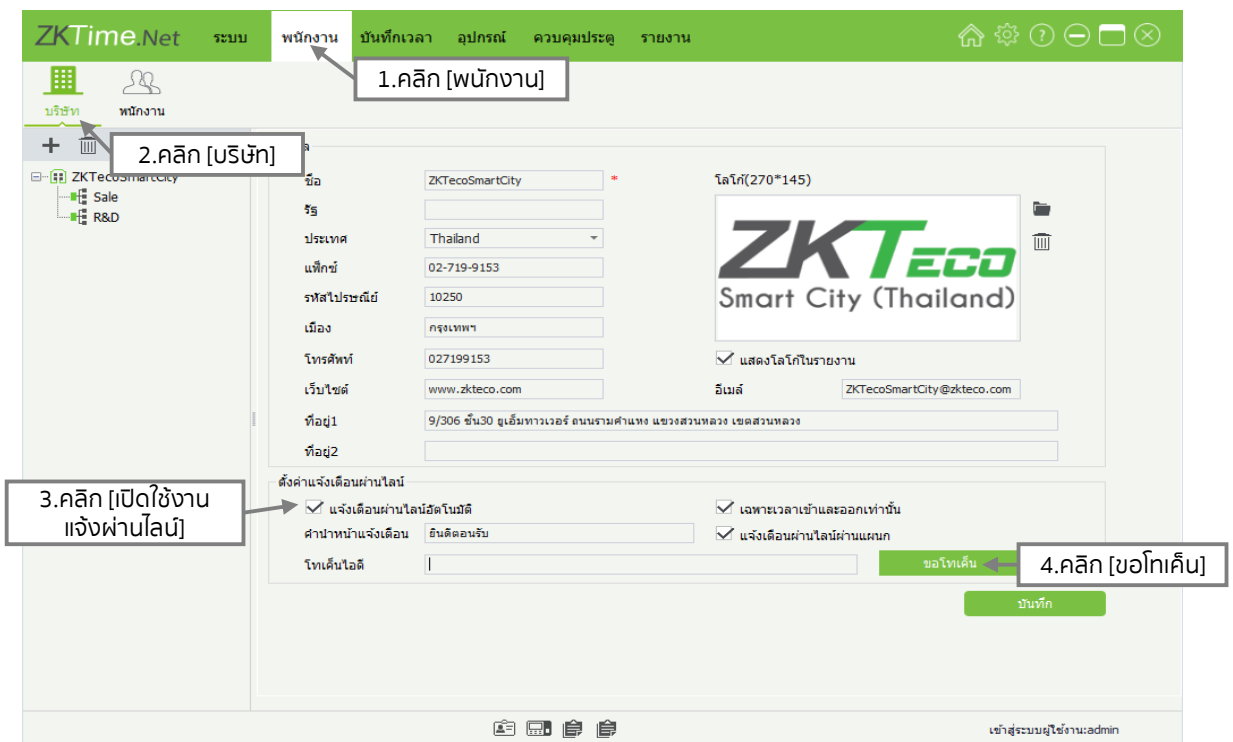 ZKTime.Net ระบบ พนักงาน บันทึกเวลา อุปกรณ์ ควบคุมประตู รายงาน
1.คลิก [พนักงาน]
บริษัท พนักงาน
2.คลิก [บริษัท]
ZKTecoSmartCity
Sale
R&D
ชื่อ ZKTecoSmartCity * โลโก้(270*145)
รัฐ
ประเทศ Thailand
แฟ็กซ์ 02-719-9153
รหัสไปรษณีย์ 10250
เมือง กรุงเทพฯ
โทรศัพท์ 027199153
เว็บไซต์ www.zkteco.com
ZKTECO
Smart City (Thailand)
แสดงโลโก้ในรายงาน
อีเมล์ ZKTecoSmartCity@zkteco.com
ที่อยู่1 9/306 ชั้น30 ยูเอ็มทาวเวอร์ ถนนรามคำแหง แขวงสวนหลวง เขตสวนหลวง
ที่อยู่2
ตั้งค่าแจ้งเตือนผ่านไลน์
3.คลิก [เปิดใช้งาน
แจ้งผ่านไลน์]
แจ้งเตือนผ่านไลน์อัตโนมัติ เฉพาะเวลาเข้าและออกเท่านั้น
คำนำหน้าแจ้งเตือน ยินดีตอนรับ แจ้งเตือนผ่านไลน์ผ่านแผนก
โทเค็นไอดี ขอโทเค็น
4.คลิก [ขอโทเค็น]
บันทึก
เข้าสู่ระบบผู้ใช้งาน:admin